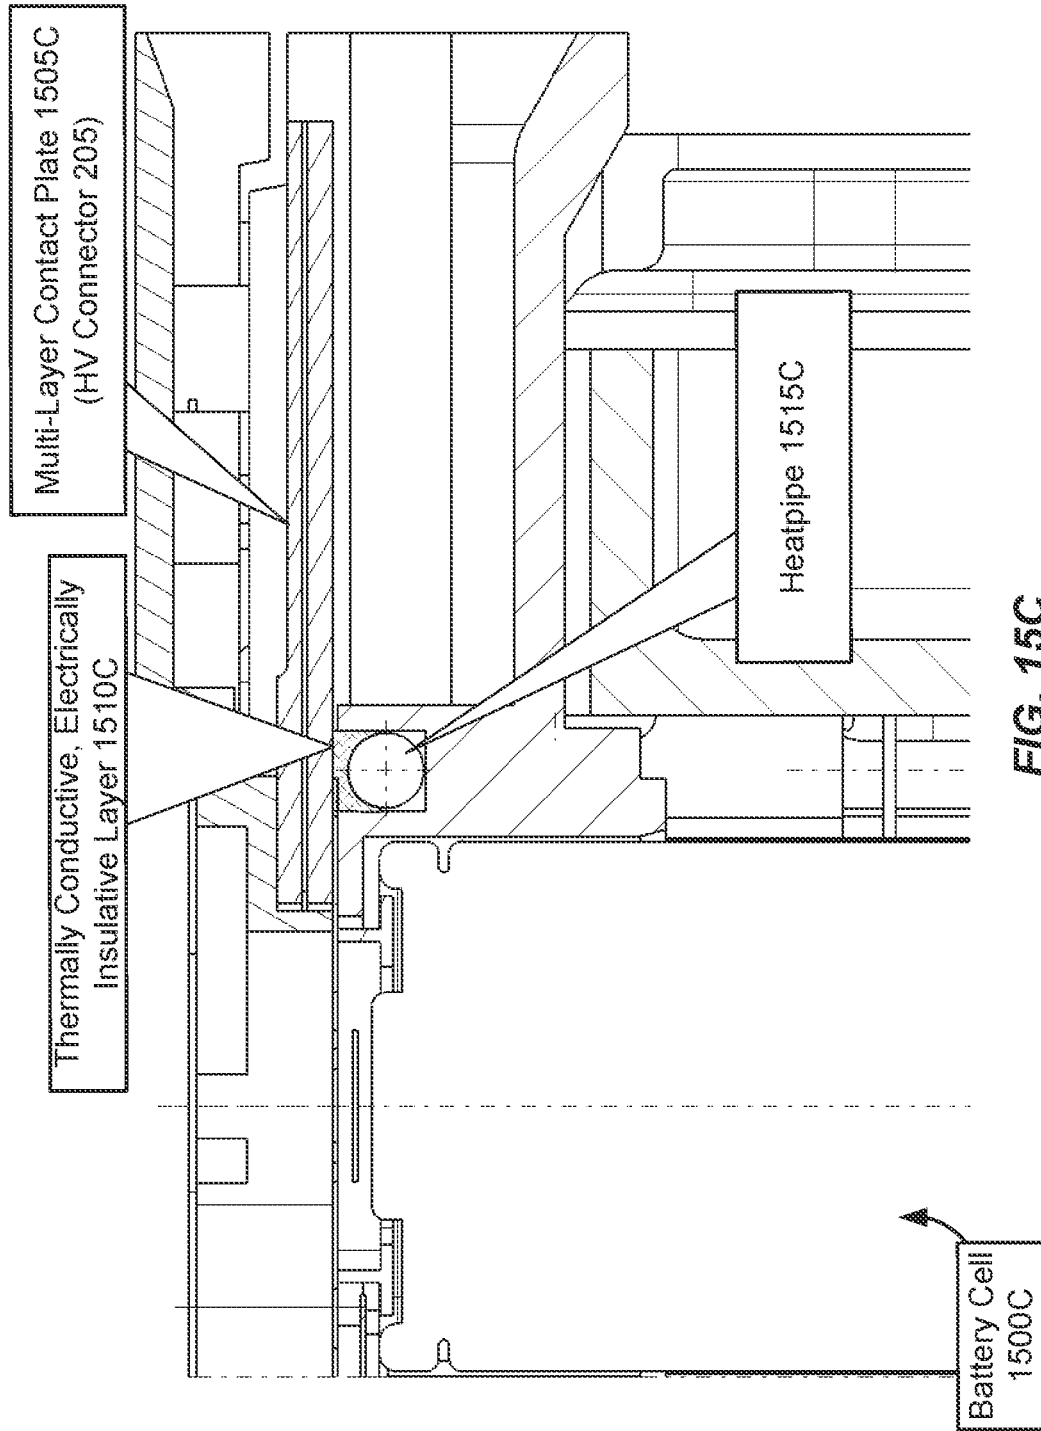 Multi-Layer Contact Plate 1505C
(HV Connector 205)
Thermally Conductive, Electrically
Insulative Layer 1510C
Heatpipe 1515C
Battery Cell
1500C
FIG. 15C